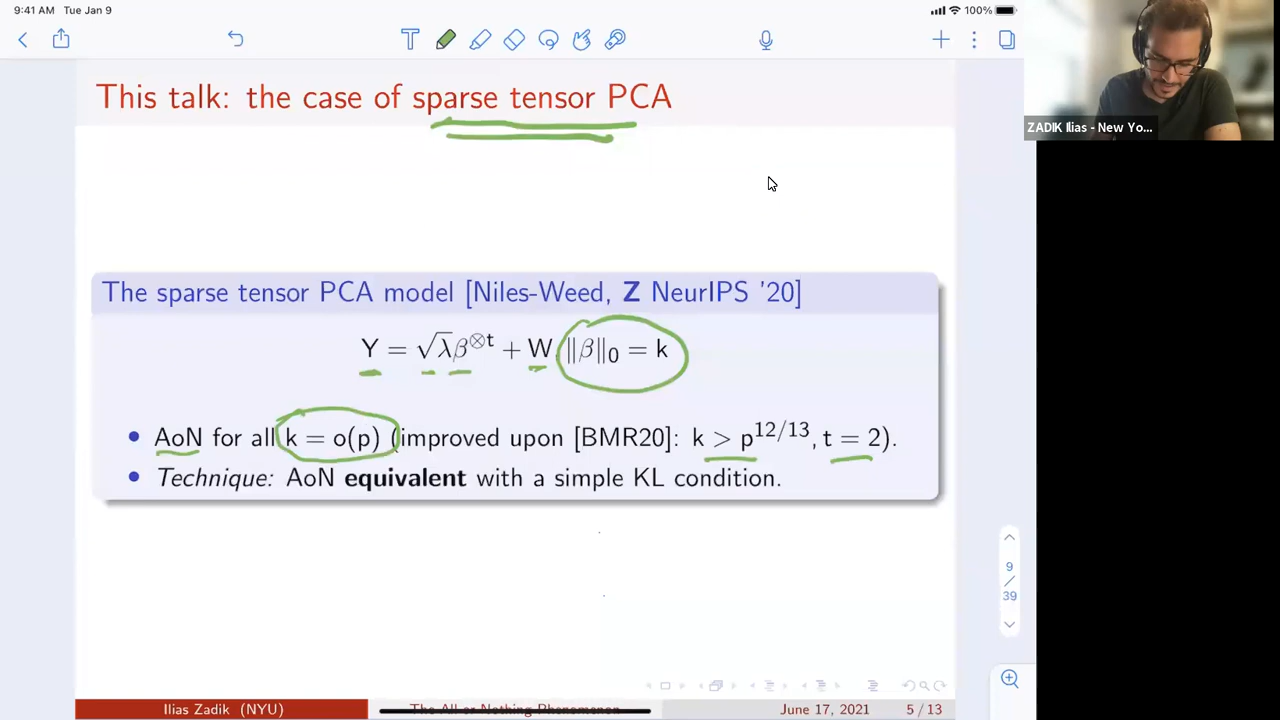 9:41 AM Tue Jan 9
100%
This talk: the case of sparse tensor PCA
ZADIK Ilias - New Yo...
The sparse tensor PCA model [Niles-Weed, Z NeurIPS '20]
Y = √λβ^{⊗t} + W, ‖β‖₀ = k
• AoN for all k = o(p) (improved upon [BMR20]: k > p^{12/13}, t = 2).
• Technique: AoN equivalent with a simple KL condition.
9
/
39
Ilias Zadik (NYU) The All-or-Nothing Phenomenon June 17, 2021 5 / 13